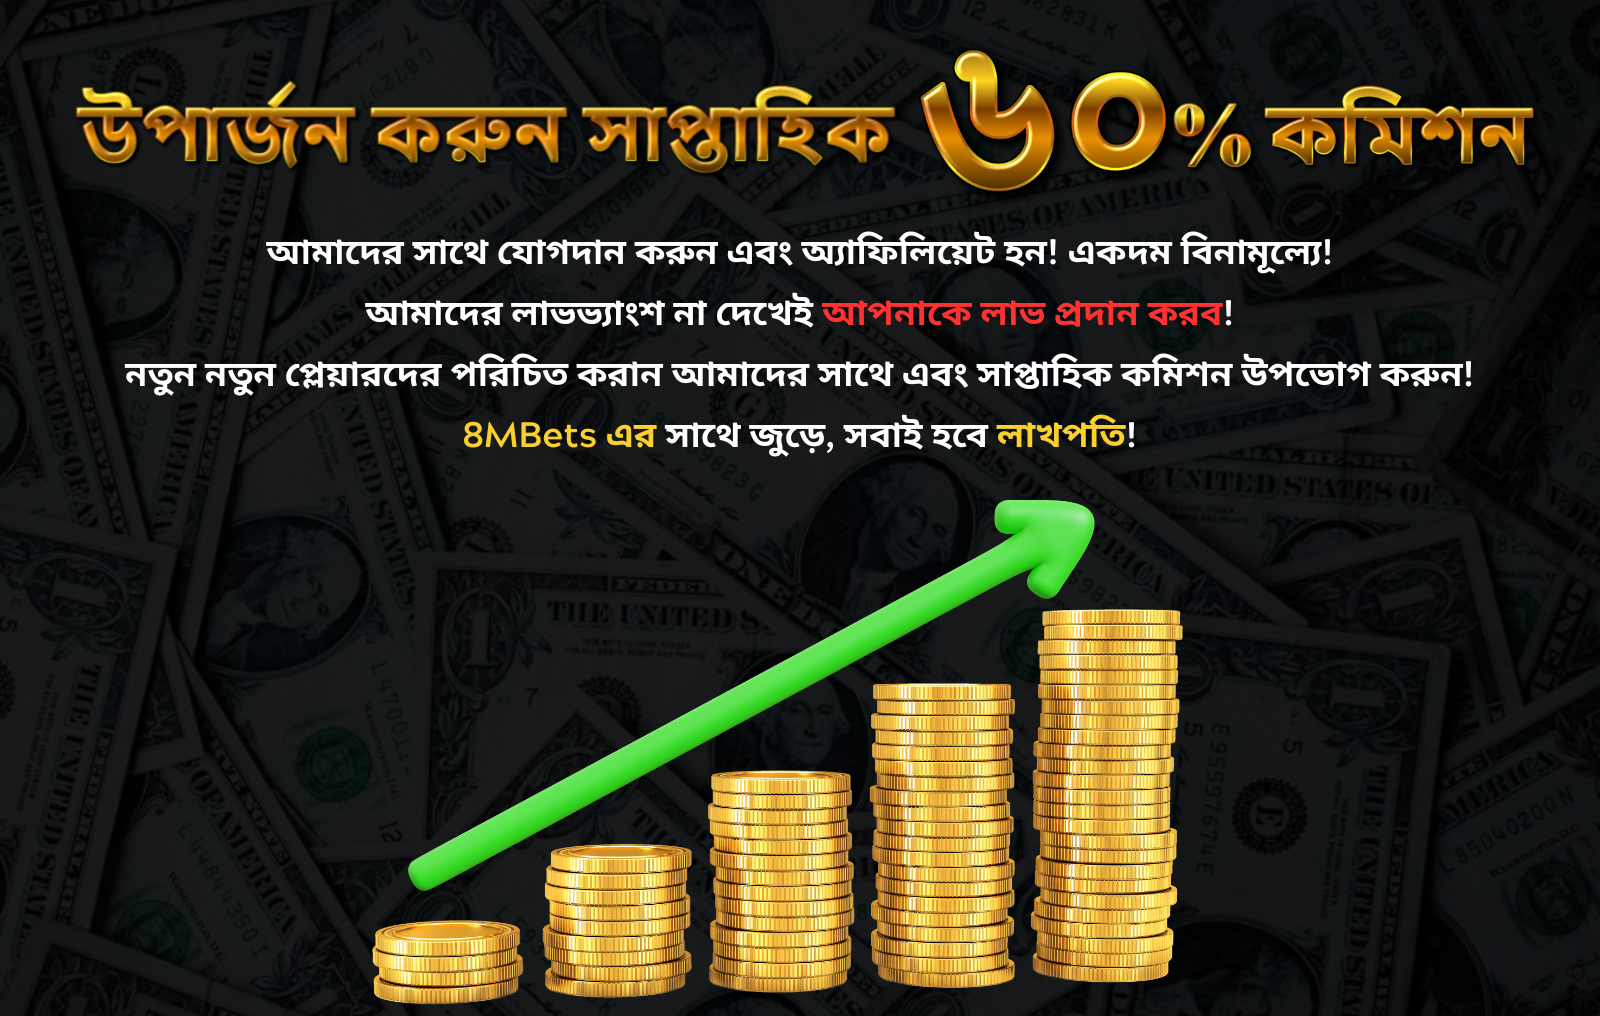 উপার্জন করুন সাপ্তাহিক ৬০% কমিশন
আমাদের সাথে যোগদান করুন এবং অ্যাফিলিয়েট হন! একদম বিনামূল্যে!
আমাদের লাভভ্যাংশ না দেখেই আপনাকে লাভ প্রদান করব!
নতুন নতুন প্লেয়ারদের পরিচিত করান আমাদের সাথে এবং সাপ্তাহিক কমিশন উপভোগ করুন!
8MBets এর সাথে জুড়ে, সবাই হবে লাখপতি!